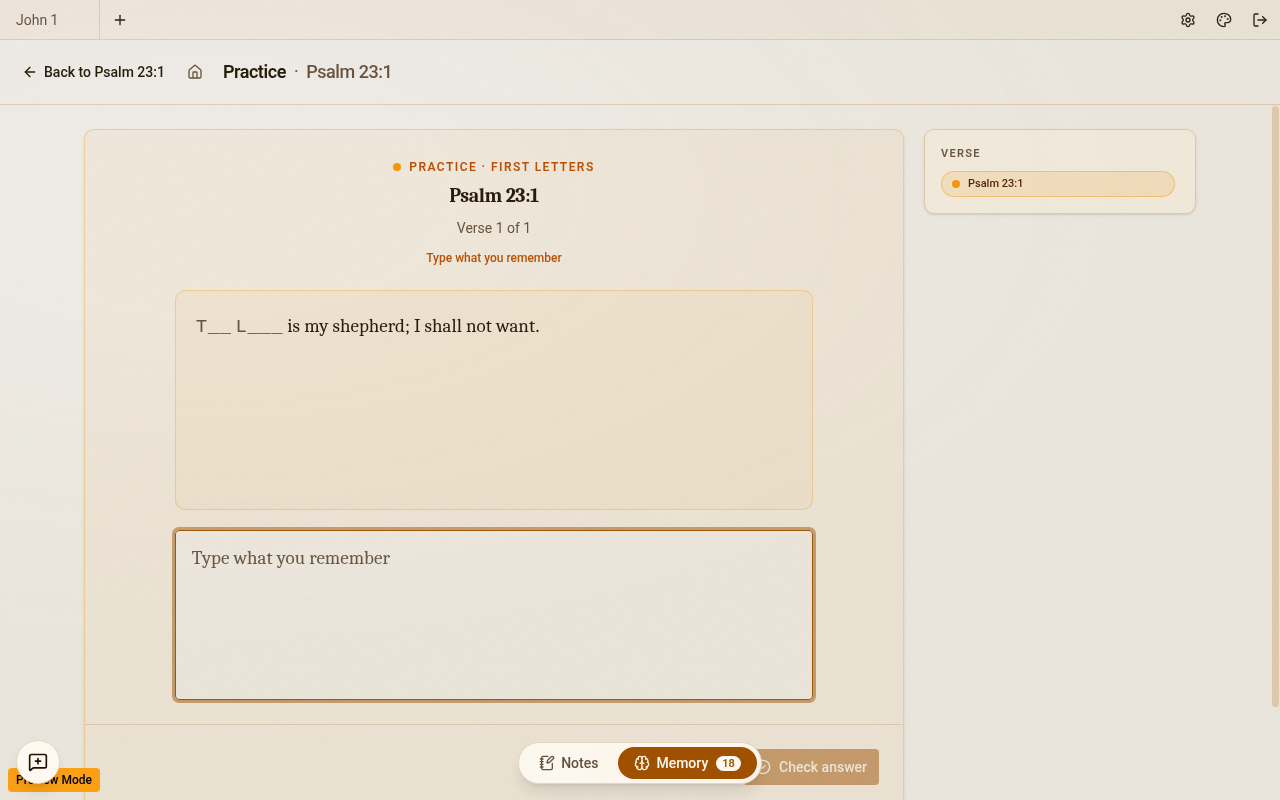 John 1
Back to Psalm 23:1
Practice · Psalm 23:1
PRACTICE · FIRST LETTERS
Psalm 23:1
Verse 1 of 1
Type what you remember
T__ L___ is my shepherd; I shall not want.
Type what you remember
VERSE
Psalm 23:1
Notes
Memory 18
Check answer
Mode